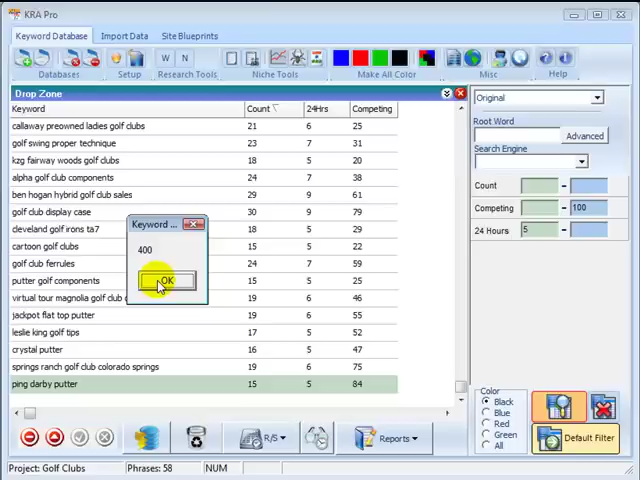 KRA Pro
Keyword Database Import Data Site Blueprints
W N
Databases Setup Research Tools Niche Tools Make All Color Misc Help
Drop Zone
Keyword Count 24Hrs Competing
callaway preowned ladies golf clubs 21 6 25
golf swing proper technique 23 7 31
kzg fairway woods golf clubs 18 5 20
alpha golf club components 24 7 38
ben hogan hybrid golf club sales 29 9 61
golf club display case 30 9 79
cleveland golf irons ta7 18 5 29
cartoon golf clubs 15 5 22
golf club ferrules 24 7 59
putter golf components 15 5 25
virtual tour magnolia golf club 19 6 46
jackpot flat top putter 19 6 55
leslie king golf tips 17 5 52
crystal putter 16 5 47
springs ranch golf club colorado springs 19 6 75
ping darby putter 15 5 84
Keyword ...
400
OK
Original
Root Word
Advanced
Search Engine
Count –
Competing – 100
24 Hours 5 –
Color
Black
Blue
Red
Green
All
Default Filter
R/S Reports
Project: Golf Clubs Phrases: 58 NUM